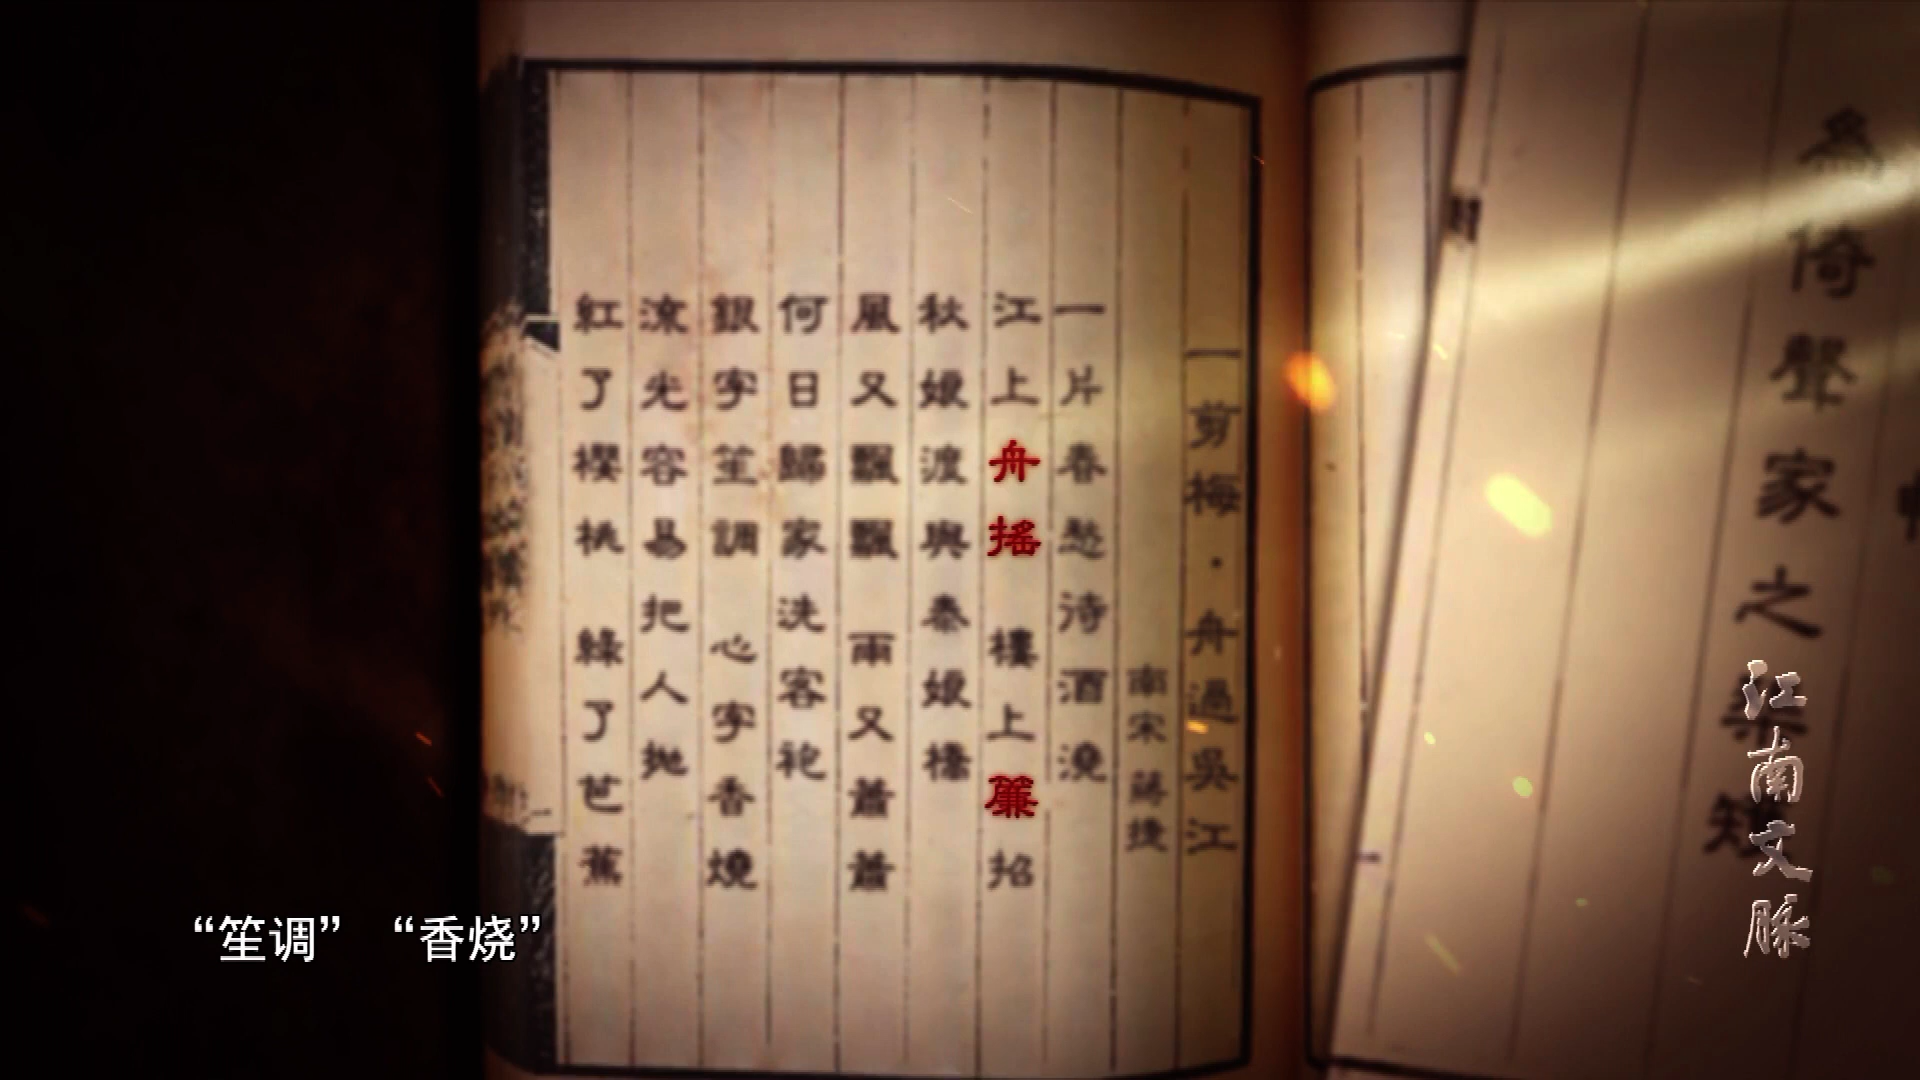 一剪梅·舟過吳江
南宋 蔣捷
一片春愁待酒澆
江上舟搖 樓上簾招
秋娘渡與泰娘橋
風又飄飄 雨又蕭蕭
何日歸家洗客袍
銀字笙調 心字香燒
流光容易把人拋
紅了櫻桃 綠了芭蕉
倚聲家之
江南文脉
“笙调” “香烧”